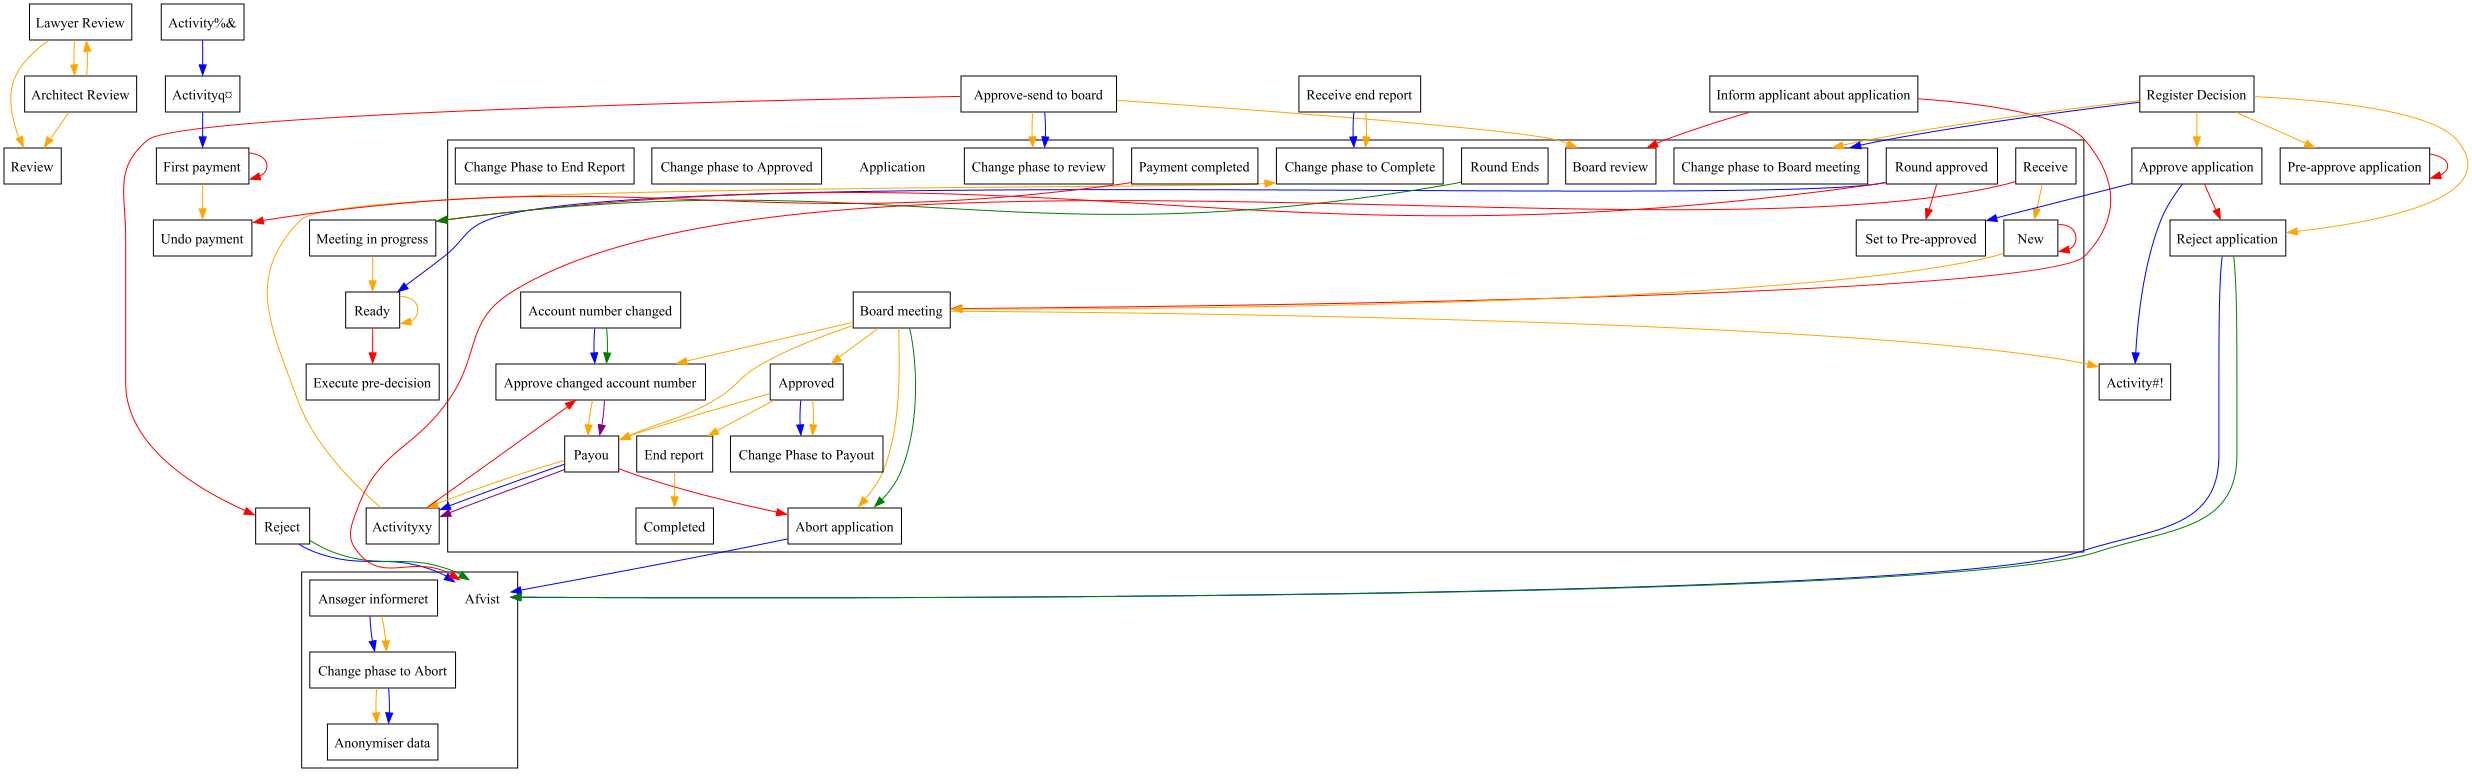 Lawyer Review
Activity%&
Architect Review
Activityq¤
Approve-send to board
Receive end report
Inform applicant about application
Register Decision
Review
First payment
Change Phase to End Report
Change phase to Approved
Application
Change phase to review
Payment completed
Change phase to Complete
Round Ends
Board review
Change phase to Board meeting
Round approved
Receive
Approve application
Pre-approve application
Undo payment
Meeting in progress
Set to Pre-approved
New
Reject application
Ready
Account number changed
Board meeting
Execute pre-decision
Approve changed account number
Approved
Activity#!
Payou
End report
Change Phase to Payout
Reject
Activityxy
Completed
Abort application
Ansøger informeret
Afvist
Change phase to Abort
Anonymiser data